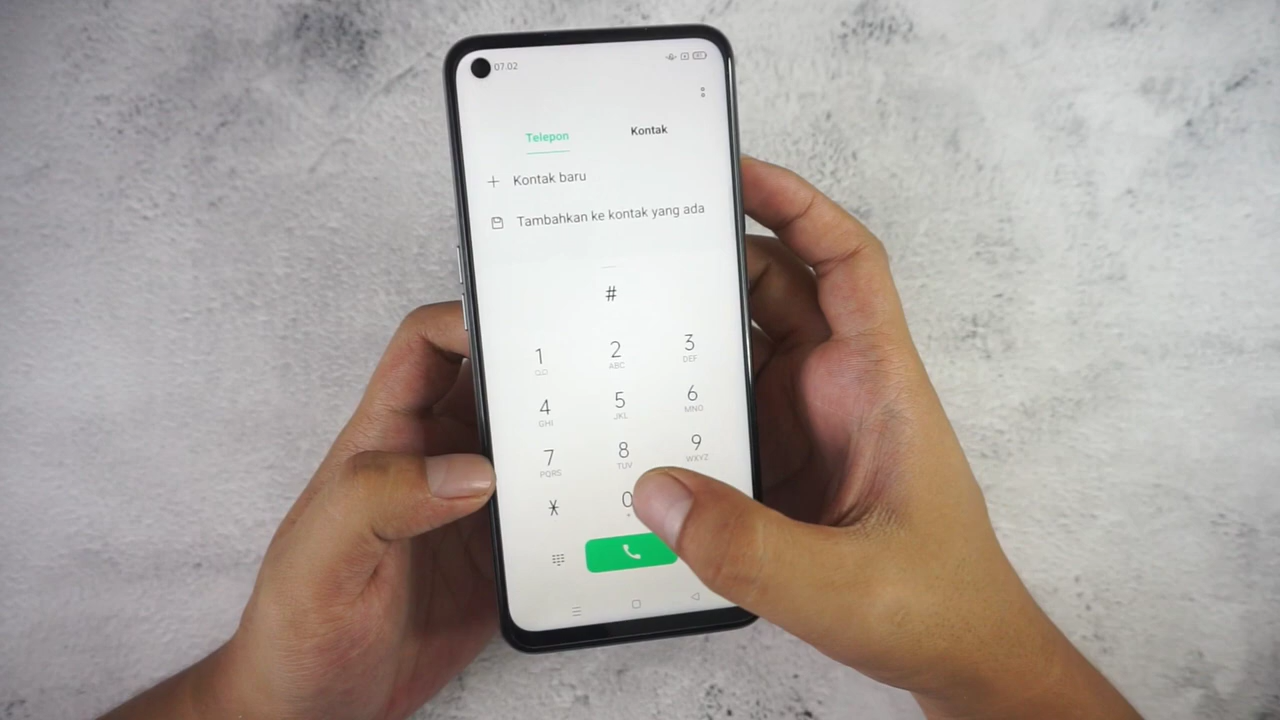 07.02
Telepon Kontak
+ Kontak baru
Tambahkan ke kontak yang ada
#
1 2 ABC 3 DEF
4 GHI 5 JKL 6 MNO
7 PQRS 8 TUV 9 WXYZ
* 0 +